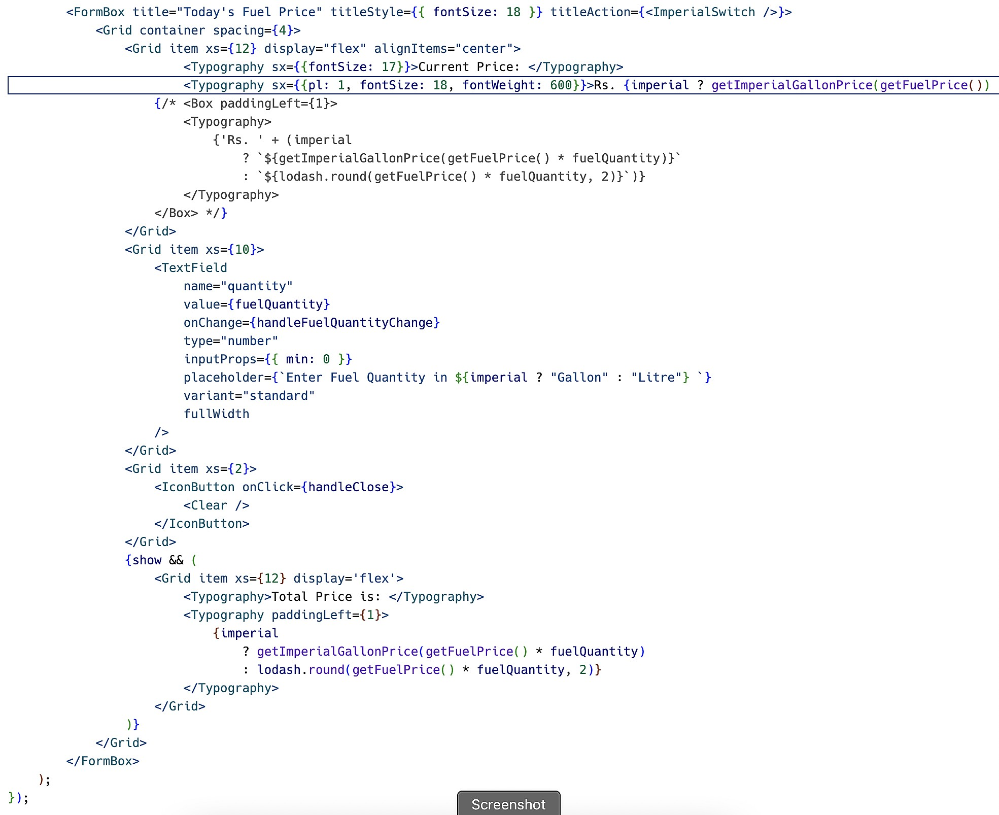 <FormBox title="Today's Fuel Price" titleStyle={{ fontSize: 18 }} titleAction={<ImperialSwitch />}>
<Grid container spacing={4}>
<Grid item xs={12} display="flex" alignItems="center">
<Typography sx={{fontSize: 17}}>Current Price: </Typography>
<Typography sx={{pl: 1, fontSize: 18, fontWeight: 600}}>Rs. {imperial ? getImperialGallonPrice(getFuelPrice())
{/* <Box paddingLeft={1}>
<Typography>
{'Rs. ' + (imperial
? `${getImperialGallonPrice(getFuelPrice() * fuelQuantity)}`
: `${lodash.round(getFuelPrice() * fuelQuantity, 2)}`)}
</Typography>
</Box> */}
</Grid>
<Grid item xs={10}>
<TextField
name="quantity"
value={fuelQuantity}
onChange={handleFuelQuantityChange}
type="number"
inputProps={{ min: 0 }}
placeholder={`Enter Fuel Quantity in ${imperial ? "Gallon" : "Litre"} `}
variant="standard"
fullWidth
/>
</Grid>
<Grid item xs={2}>
<IconButton onClick={handleClose}>
<Clear />
</IconButton>
</Grid>
{show && (
<Grid item xs={12} display='flex'>
<Typography>Total Price is: </Typography>
<Typography paddingLeft={1}>
{imperial
? getImperialGallonPrice(getFuelPrice() * fuelQuantity)
: lodash.round(getFuelPrice() * fuelQuantity, 2)}
</Typography>
</Grid>
)}
</Grid>
</FormBox>
);
});
Screenshot